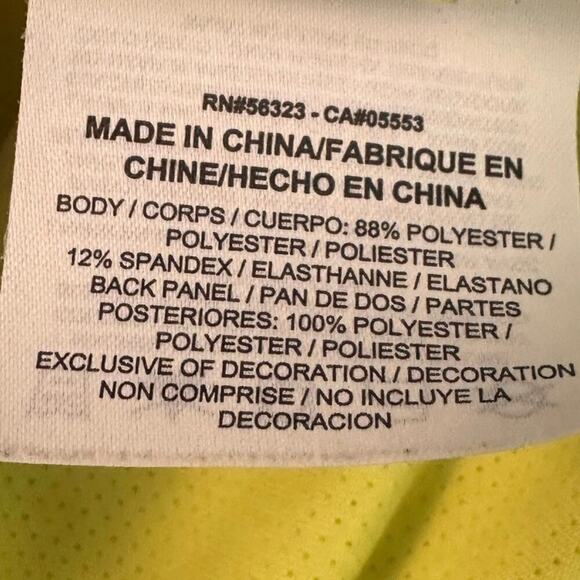 RN#56323 - CA#05553
MADE IN CHINA/FABRIQUE EN
CHINE/HECHO EN CHINA
BODY / CORPS / CUERPO: 88% POLYESTER /
POLYESTER / POLIESTER
12% SPANDEX / ELASTHANNE / ELASTANO
BACK PANEL / PAN DE DOS / PARTES
POSTERIORES: 100% POLYESTER /
POLYESTER / POLIESTER
EXCLUSIVE OF DECORATION / DECORATION
NON COMPRISE / NO INCLUYE LA
DECORACION